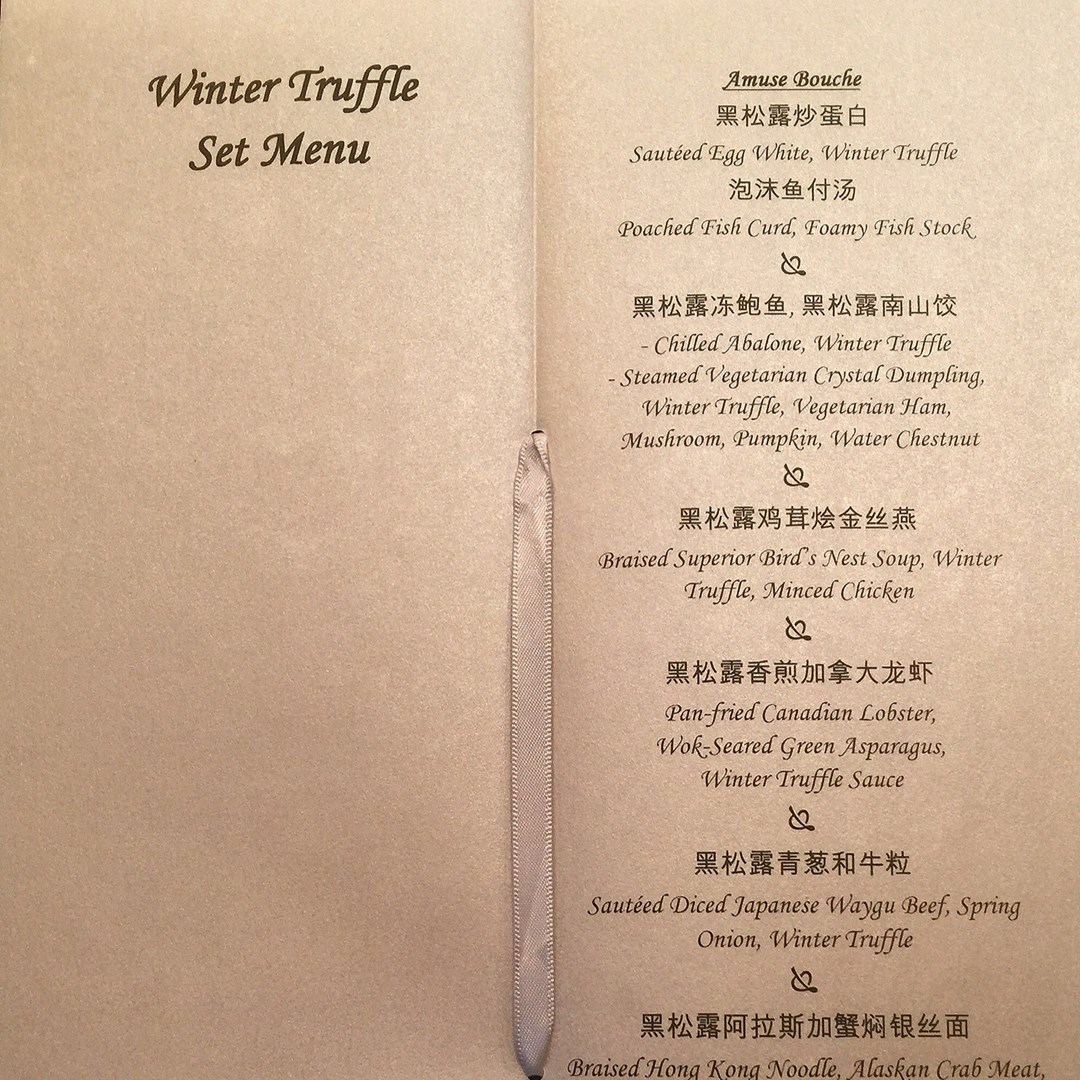 Winter Truffle
Set Menu
Amuse Bouche
黑松露炒蛋白
Sautéed Egg White, Winter Truffle
泡沫鱼付汤
Poached Fish Curd, Foamy Fish Stock
黑松露冻鲍鱼, 黑松露南山饺
- Chilled Abalone, Winter Truffle
- Steamed Vegetarian Crystal Dumpling,
Winter Truffle, Vegetarian Ham,
Mushroom, Pumpkin, Water Chestnut
黑松露鸡茸烩金丝燕
Braised Superior Bird's Nest Soup, Winter
Truffle, Minced Chicken
黑松露香煎加拿大龙虾
Pan-fried Canadian Lobster,
Wok-Seared Green Asparagus,
Winter Truffle Sauce
黑松露青葱和牛粒
Sautéed Diced Japanese Waygu Beef, Spring
Onion, Winter Truffle
黑松露阿拉斯加蟹焖银丝面
Braised Hong Kong Noodle, Alaskan Crab Meat,